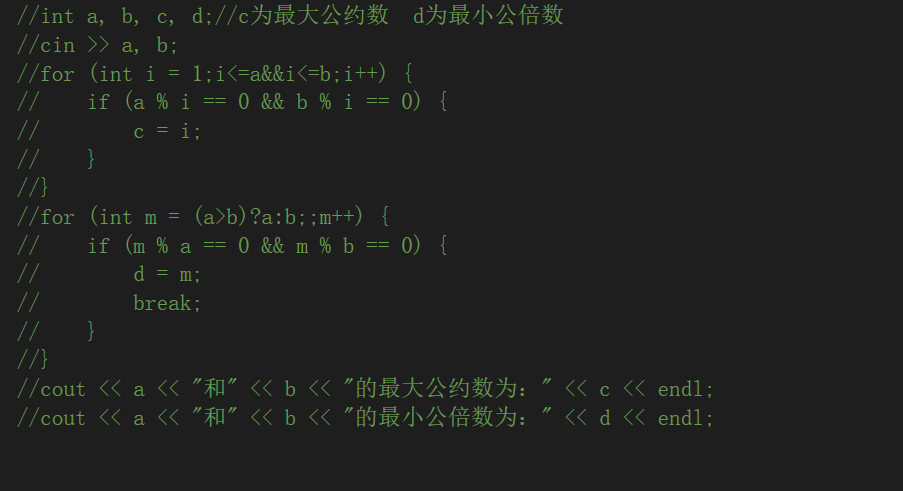 //int a, b, c, d;//c为最大公约数  d为最小公倍数
//cin >> a, b;
//for (int i = 1;i<=a&&i<=b;i++) {
//    if (a % i == 0 && b % i == 0) {
//        c = i;
//    }
//}
//for (int m = (a>b)?a:b;;m++) {
//    if (m % a == 0 && m % b == 0) {
//        d = m;
//        break;
//    }
//}
//cout << a << "和" << b << "的最大公约数为：" << c << endl;
//cout << a << "和" << b << "的最小公倍数为：" << d << endl;